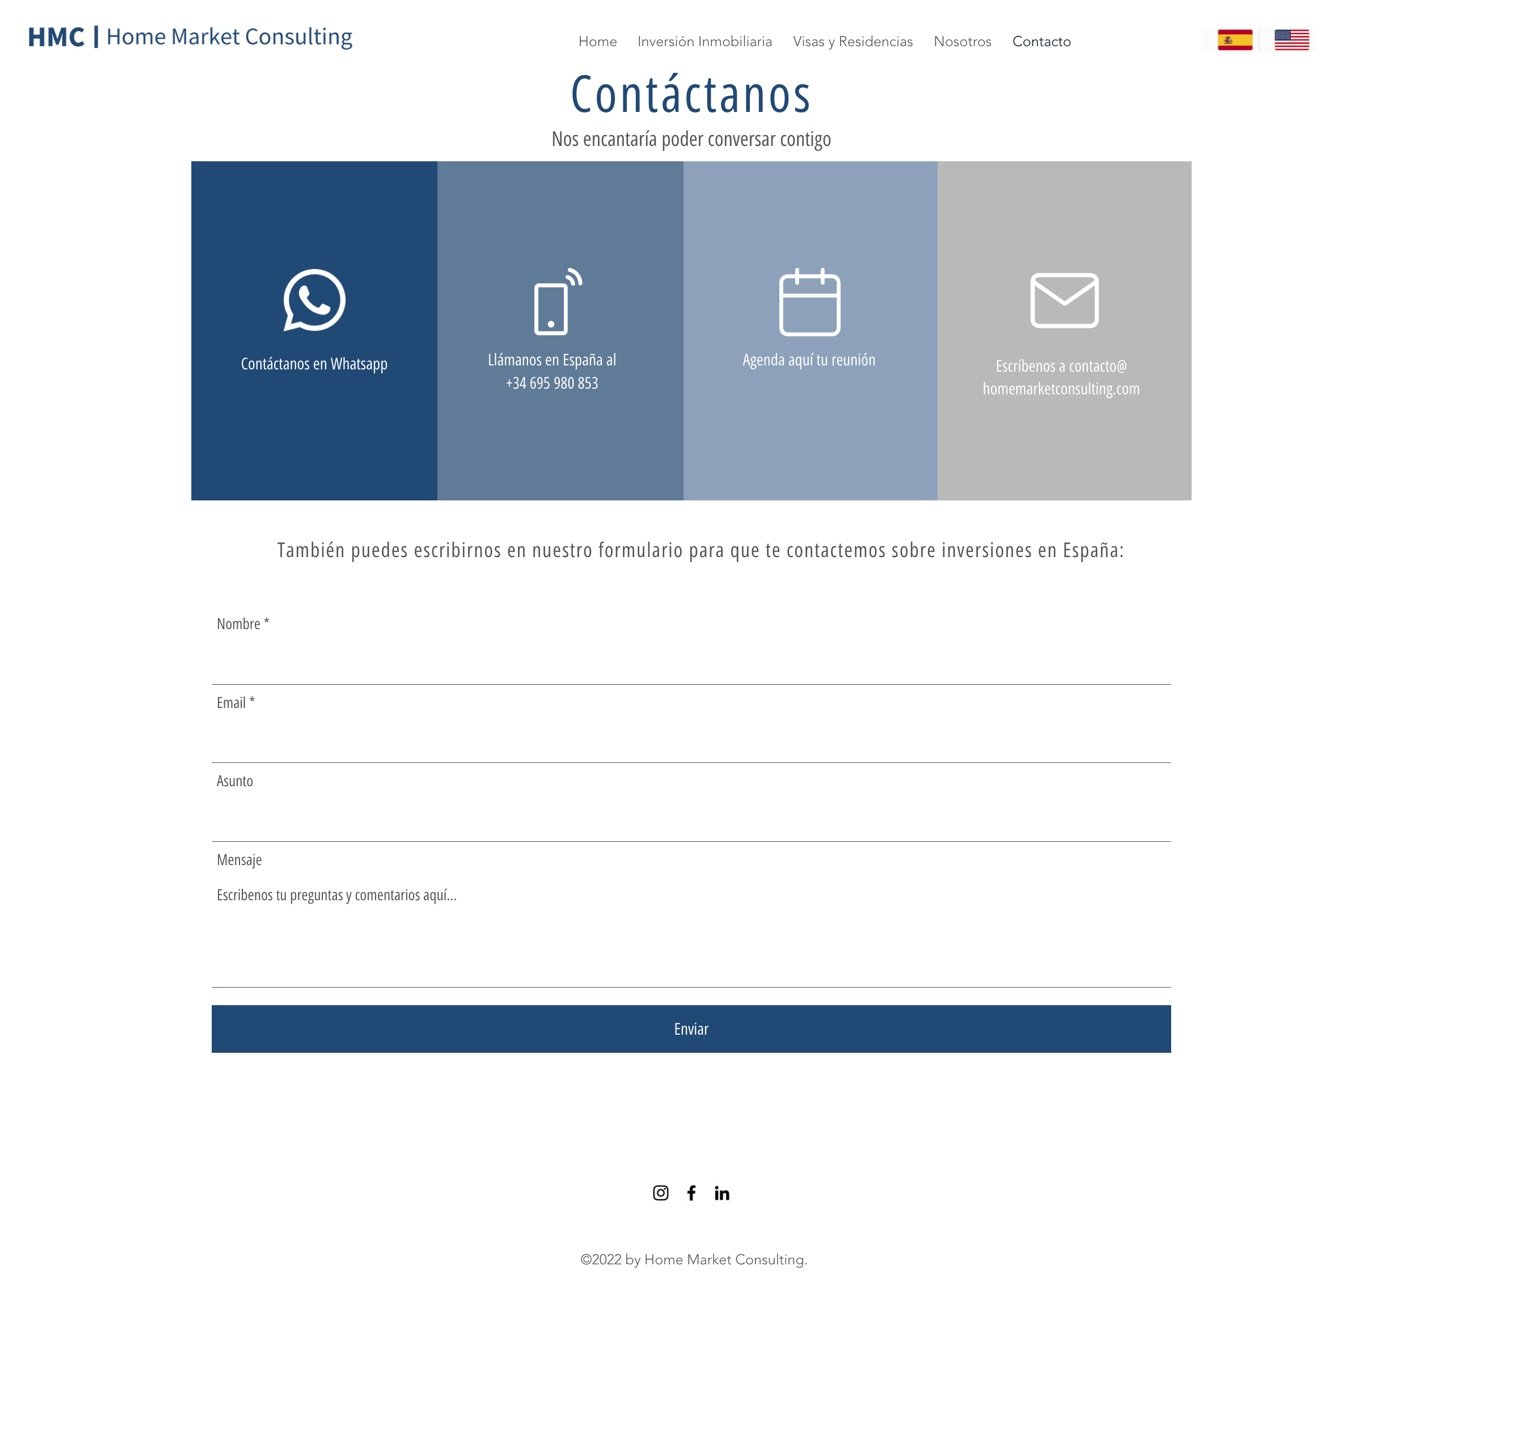 HMC | Home Market Consulting
Home Inversión Inmobiliaria Visas y Residencias Nosotros Contacto
Contáctanos
Nos encantaría poder conversar contigo
Contáctanos en Whatsapp
Llámanos en España al
+34 695 980 853
Agenda aquí tu reunión
Escríbenos a contacto@
homemarketconsulting.com
También puedes escribirnos en nuestro formulario para que te contactemos sobre inversiones en España:
Nombre *
Email *
Asunto
Mensaje
Escribenos tu preguntas y comentarios aquí...
Enviar
©2022 by Home Market Consulting.